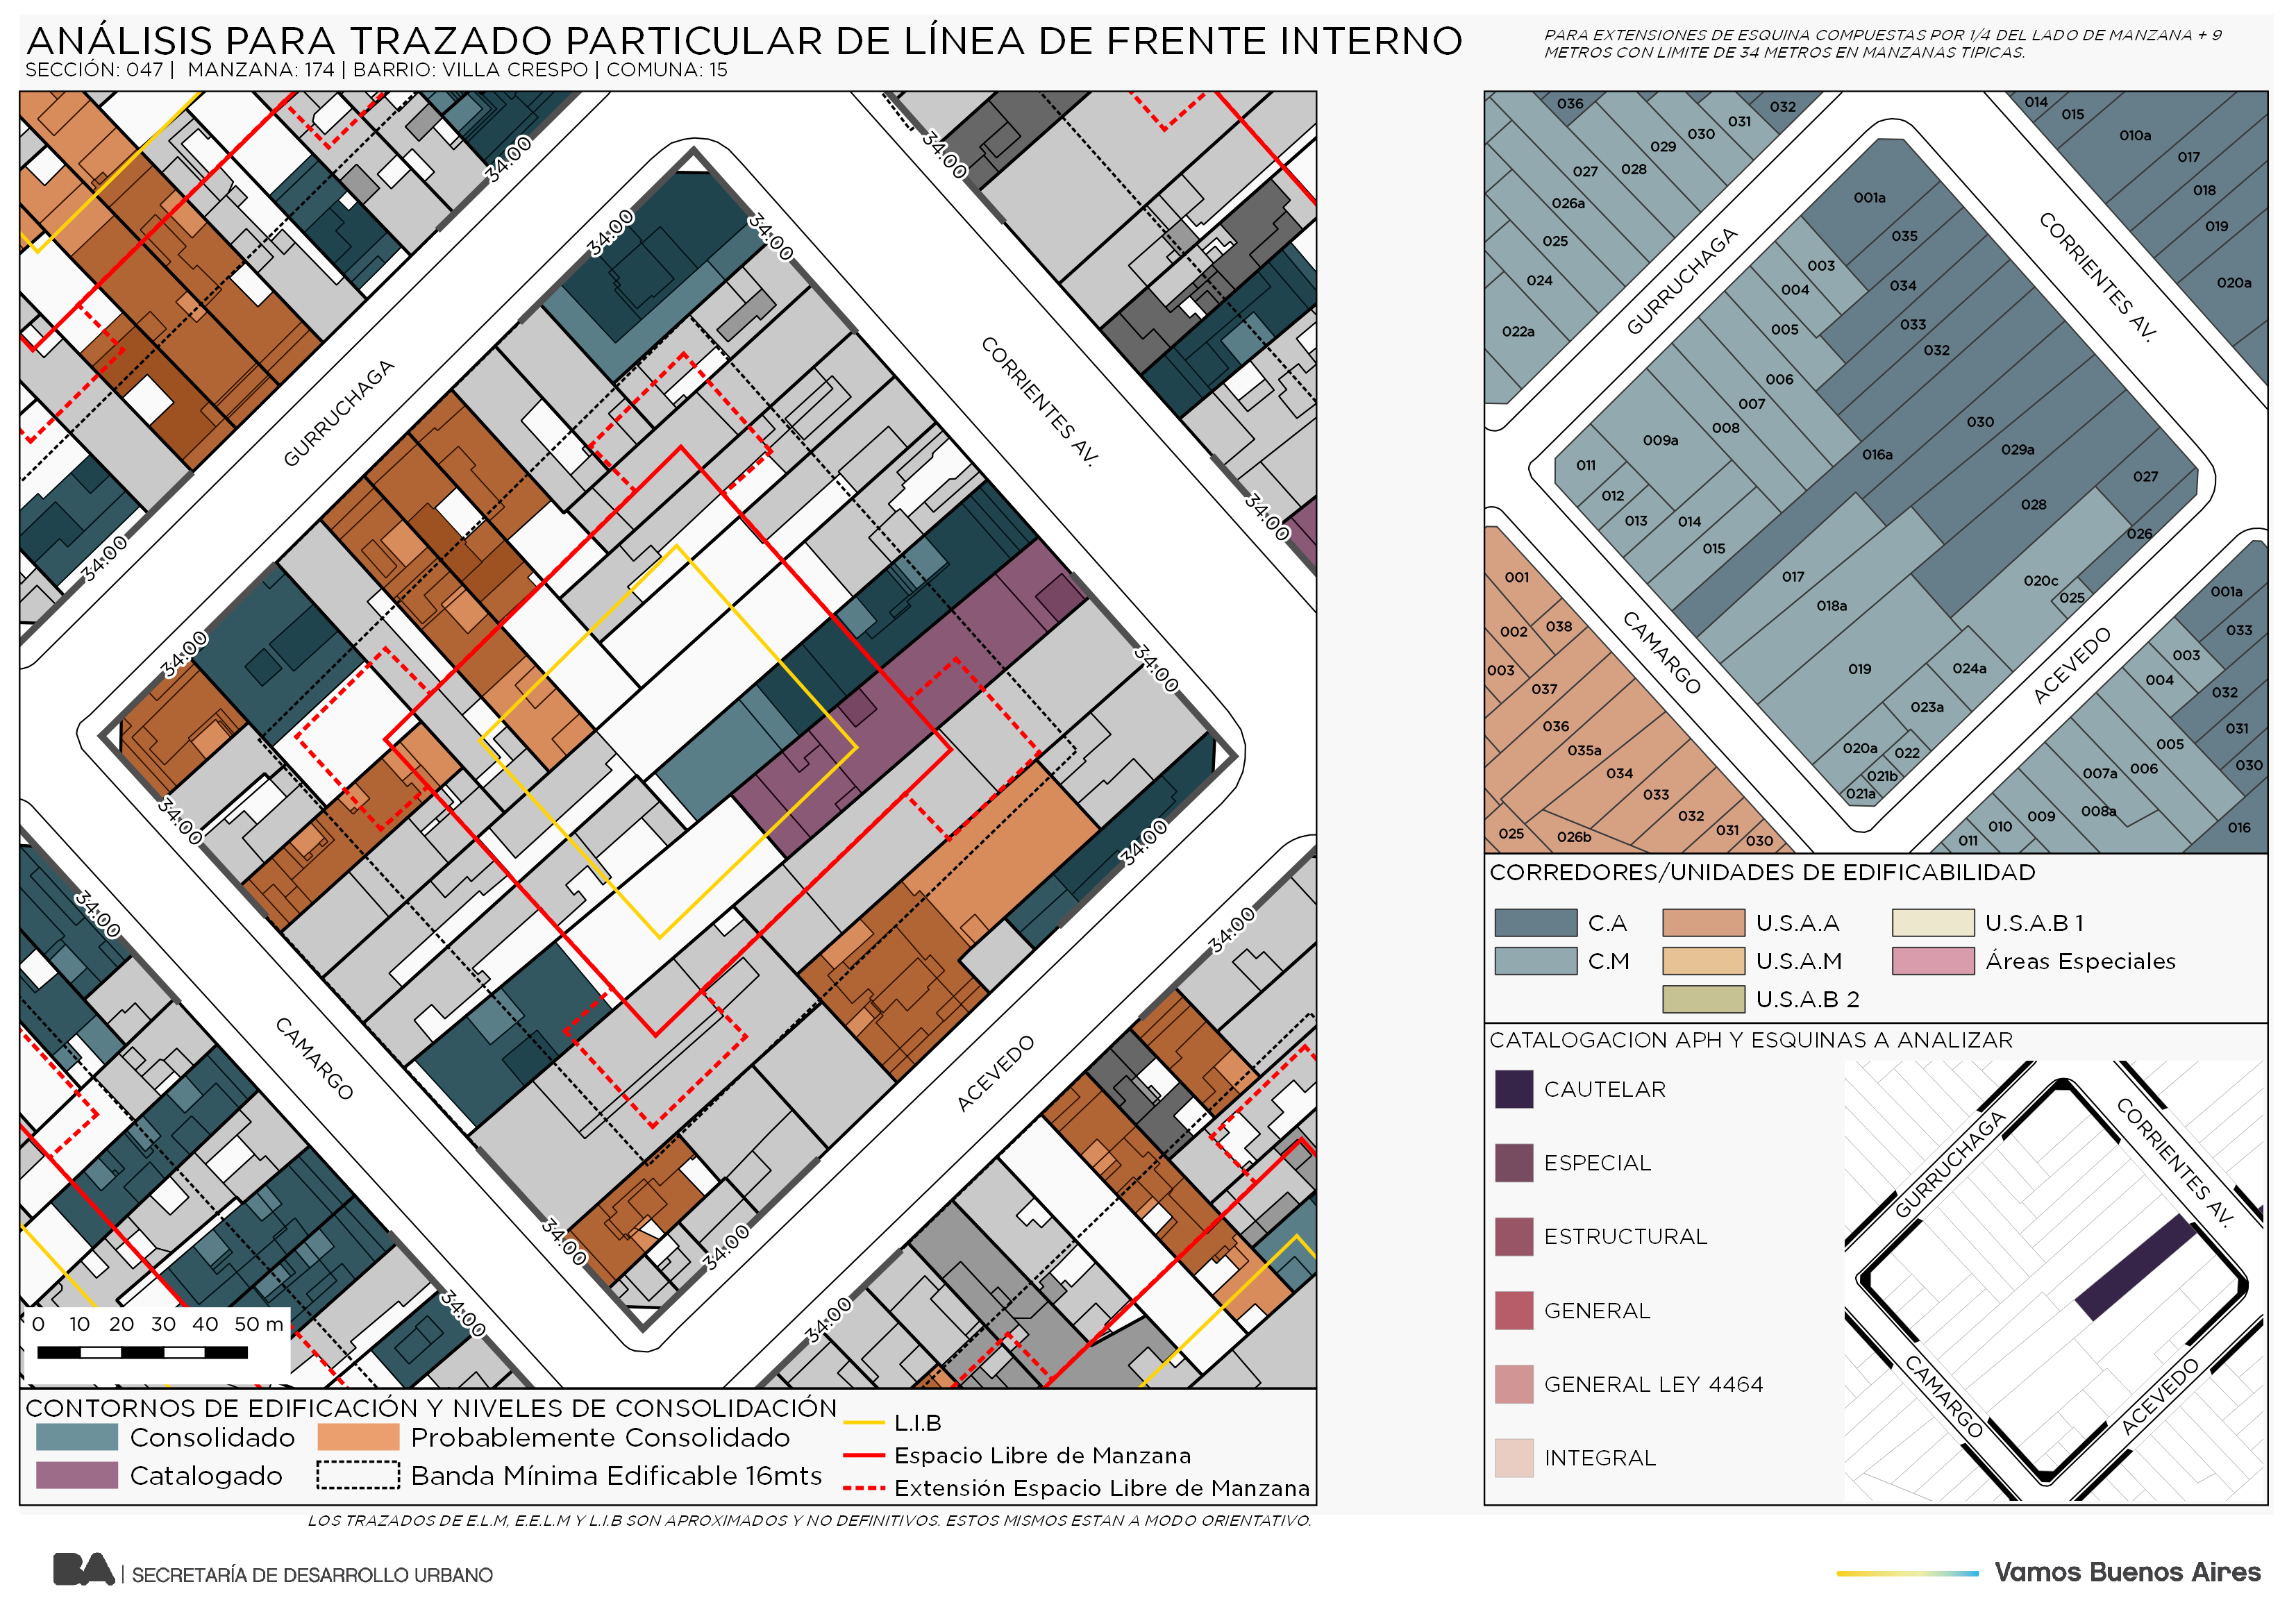 ANÁLISIS PARA TRAZADO PARTICULAR DE LÍNEA DE FRENTE INTERNO
SECCIÓN: 047 | MANZANA: 174 | BARRIO: VILLA CRESPO | COMUNA: 15
PARA EXTENSIONES DE ESQUINA COMPUESTAS POR 1/4 DEL LADO DE MANZANA + 9
METROS CON LIMITE DE 34 METROS EN MANZANAS TIPICAS.
34:00
34:00
34:00
34:00
GURRUCHAGA
CORRIENTES AV.
34:00
34:00
34:00
34:00
34:00
34:00
34:00
34:00
CAMARGO
ACEVEDO
34:00
34:00
34:00
34:00
0 10 20 30 40 50 m
CONTORNOS DE EDIFICACIÓN Y NIVELES DE CONSOLIDACIÓN
Consolidado
Probablemente Consolidado
Catalogado
Banda Mínima Edificable 16mts
L.I.B
Espacio Libre de Manzana
Extensión Espacio Libre de Manzana
LOS TRAZADOS DE E.L.M, E.E.L.M Y L.I.B SON APROXIMADOS Y NO DEFINITIVOS. ESTOS MISMOS ESTAN A MODO ORIENTATIVO.
036
032
031
030
029
028
027
026a
025
024
022a
014
015
010a
017
018
019
020a
GURRUCHAGA
CORRIENTES AV.
001a
035
003
034
004
033
005
032
006
007
030
008
009a
029a
016a
011
027
012
028
013
014
026
015
017
020c
025
018a
019
024a
023a
020a
022
021b
021a
CAMARGO
ACEVEDO
001
002
038
003
037
036
035a
034
033
032
031
030
025
026b
001a
033
003
004
032
031
005
030
006
007a
008a
009
010
011
016
CORREDORES/UNIDADES DE EDIFICABILIDAD
C.A
U.S.A.A
U.S.A.B 1
C.M
U.S.A.M
Áreas Especiales
U.S.A.B 2
CATALOGACION APH Y ESQUINAS A ANALIZAR
CAUTELAR
ESPECIAL
ESTRUCTURAL
GENERAL
GENERAL LEY 4464
INTEGRAL
GURRUCHAGA
CORRIENTES AV.
CAMARGO
ACEVEDO
BA | SECRETARÍA DE DESARROLLO URBANO
Vamos Buenos Aires